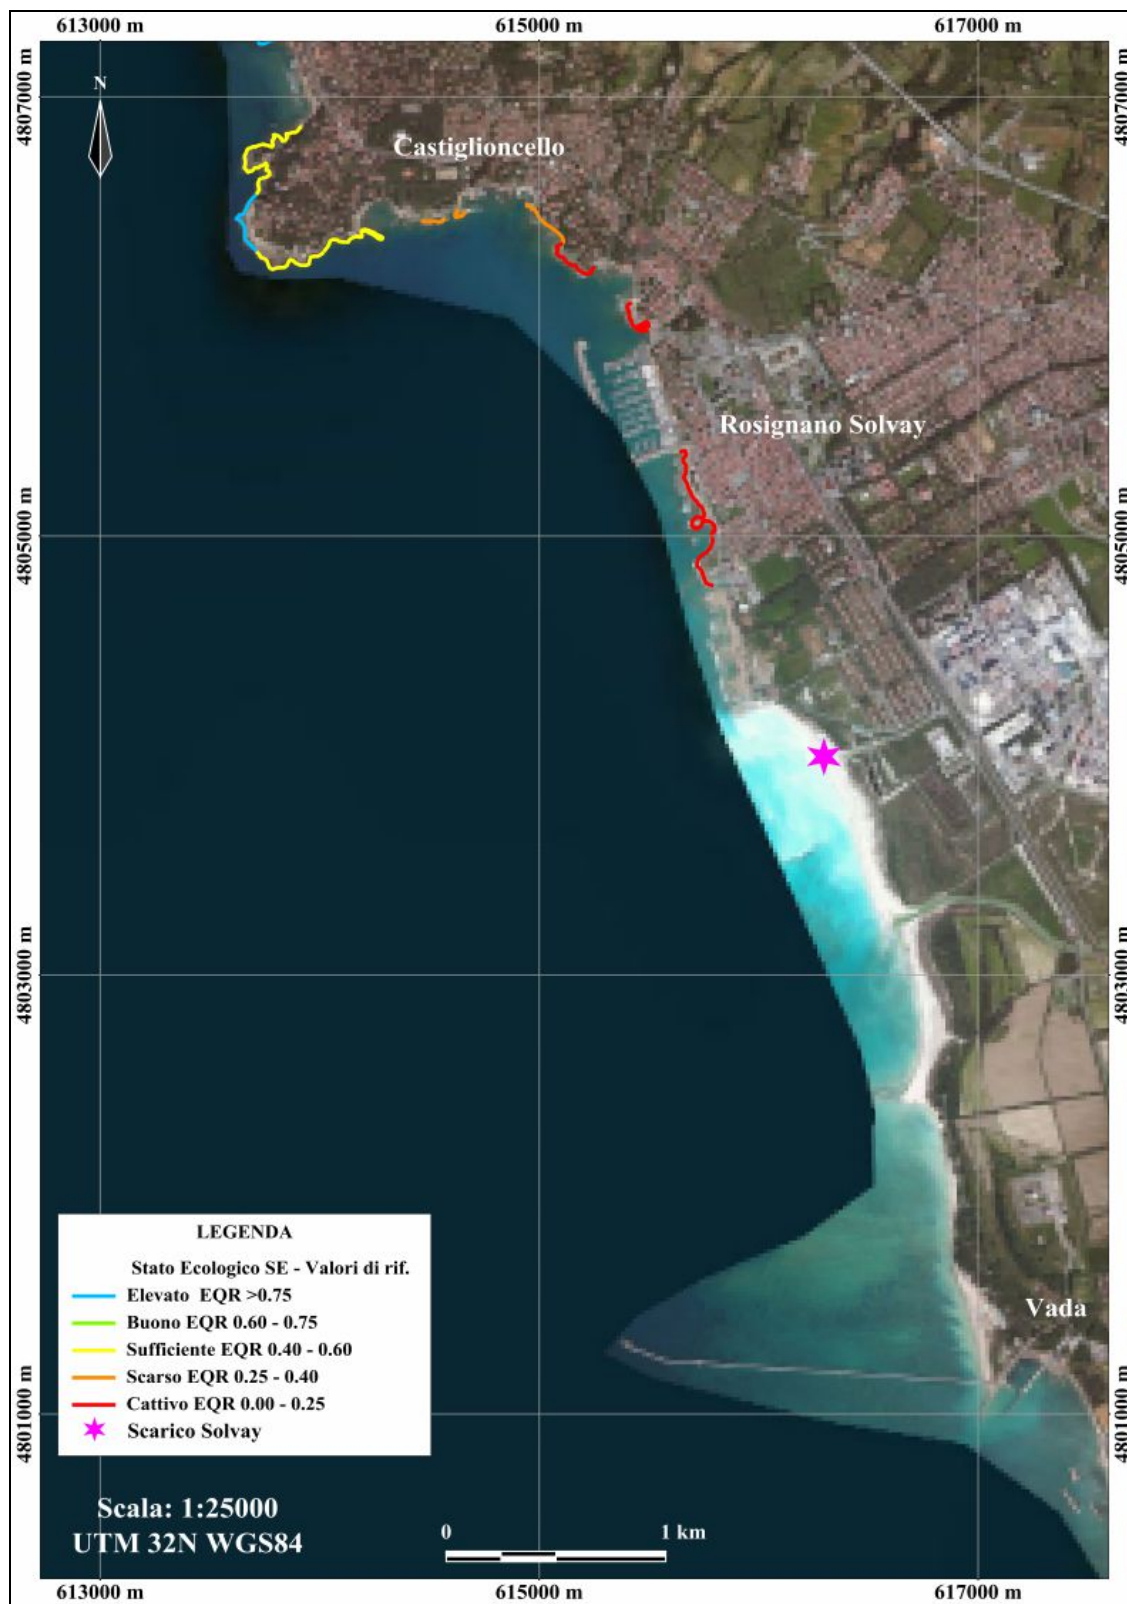 613000 m 615000 m 617000 m
4807000 m 4807000 m
N
Castiglioncello
Rosignano Solvay
4805000 m 4805000 m
4803000 m 4803000 m
Vada
4801000 m 4801000 m
LEGENDA
Stato Ecologico SE - Valori di rif.
Elevato EQR >0.75
Buono EQR 0.60 - 0.75
Sufficiente EQR 0.40 - 0.60
Scarso EQR 0.25 - 0.40
Cattivo EQR 0.00 - 0.25
Scarico Solvay
Scala: 1:25000
UTM 32N WGS84
0 1 km
613000 m 615000 m 617000 m